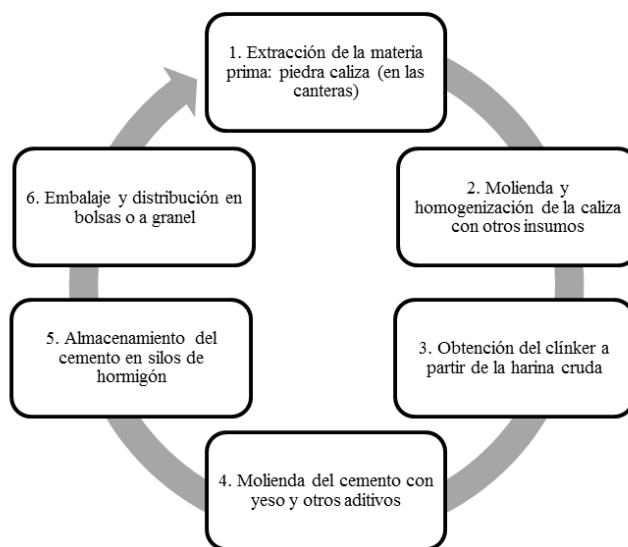 1. Extracción de la materia
prima: piedra caliza (en las
canteras)
2. Molienda y
homogenización de la caliza
con otros insumos
3. Obtención del clínker a
partir de la harina cruda
4. Molienda del cemento con
yeso y otros aditivos
5. Almacenamiento del
cemento en silos de
hormigón
6. Embalaje y distribución en
bolsas o a granel